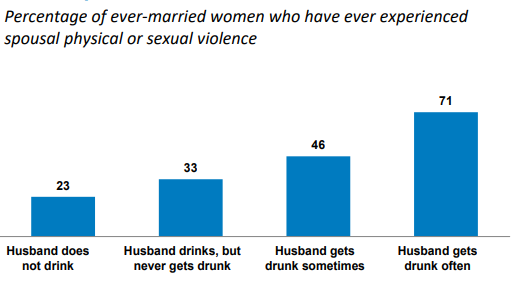 Percentage of ever-married women who have ever experienced
spousal physical or sexual violence
71
46
33
23
Husband does
not drink
Husband drinks, but
never gets drunk
Husband gets
drunk sometimes
Husband gets
drunk often